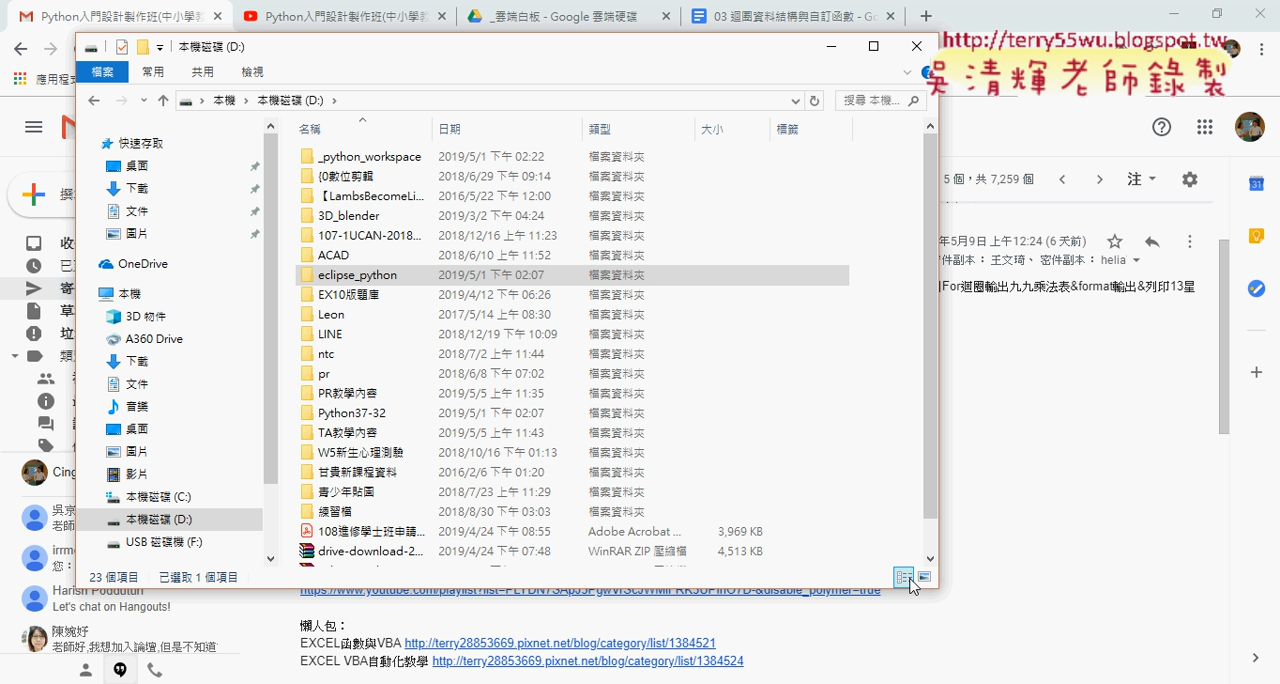 Python入門設計製作班(中小學教
Python入門設計製作班(中小學教
_雲端白板 - Google 雲端硬碟
03 迴圈資料結構與自訂函數 - Go
http://terry55wu.blogspot.tw
吳清輝老師錄製
應用程式
本機磁碟 (D:)
檔案 常用 共用 檢視
本機 › 本機磁碟 (D:) ›
搜尋 本機...
名稱 日期 類型 大小 標籤
快速存取
桌面
下載
文件
圖片
OneDrive
本機
3D 物件
A360 Drive
下載
文件
音樂
桌面
圖片
影片
本機磁碟 (C:)
本機磁碟 (D:)
USB 磁碟機 (F:)
_python_workspace 2019/5/1 下午 02:22 檔案資料夾
{0數位剪輯 2018/6/29 下午 09:14 檔案資料夾
【LambsBecomeLi... 2016/5/22 下午 12:00 檔案資料夾
3D_blender 2019/3/2 下午 04:24 檔案資料夾
107-1UCAN-2018... 2018/12/16 上午 11:23 檔案資料夾
ACAD 2018/6/10 上午 11:52 檔案資料夾
eclipse_python 2019/5/1 下午 02:07 檔案資料夾
EX10版題庫 2019/4/12 下午 06:26 檔案資料夾
Leon 2017/5/14 上午 08:30 檔案資料夾
LINE 2018/12/19 下午 10:09 檔案資料夾
ntc 2018/7/2 上午 11:44 檔案資料夾
pr 2018/6/8 下午 07:02 檔案資料夾
PR教學內容 2019/5/5 上午 11:35 檔案資料夾
Python37-32 2019/5/1 下午 02:07 檔案資料夾
TA教學內容 2019/5/5 上午 11:43 檔案資料夾
W5新生心理測驗 2018/10/16 下午 01:13 檔案資料夾
甘貴新課程資料 2016/2/6 下午 01:20 檔案資料夾
青少年貼圖 2018/7/23 上午 11:29 檔案資料夾
練習檔 2018/8/30 下午 03:03 檔案資料夾
108進修學士班申請... 2019/4/24 下午 08:55 Adobe Acrobat ... 3,969 KB
drive-download-2... 2019/4/24 下午 07:48 WinRAR ZIP 壓縮檔 4,513 KB
23 個項目 已選取 1 個項目
5 個，共 7,259 個
注
31
年5月9日 上午12:24 (6 天前)
密件副本： 王文琦、 密件副本： helia
For迴圈輸出九九乘法表&format輸出&列印13星
Cing
吳京
老師
irrme
您：
Harish Poddutun
Let's chat on Hangouts!
陳婉妤
老師好,我想加入論壇,但是不知道
https://www.youtube.com/playlist?list=PLYDN7SApJ5PgwVrScJWMlFRK5UPlnO7D-&disable_polymer=true
懶人包：
EXCEL函數與VBA http://terry28853669.pixnet.net/blog/category/list/1384521
EXCEL VBA自動化教學 http://terry28853669.pixnet.net/blog/category/list/1384524